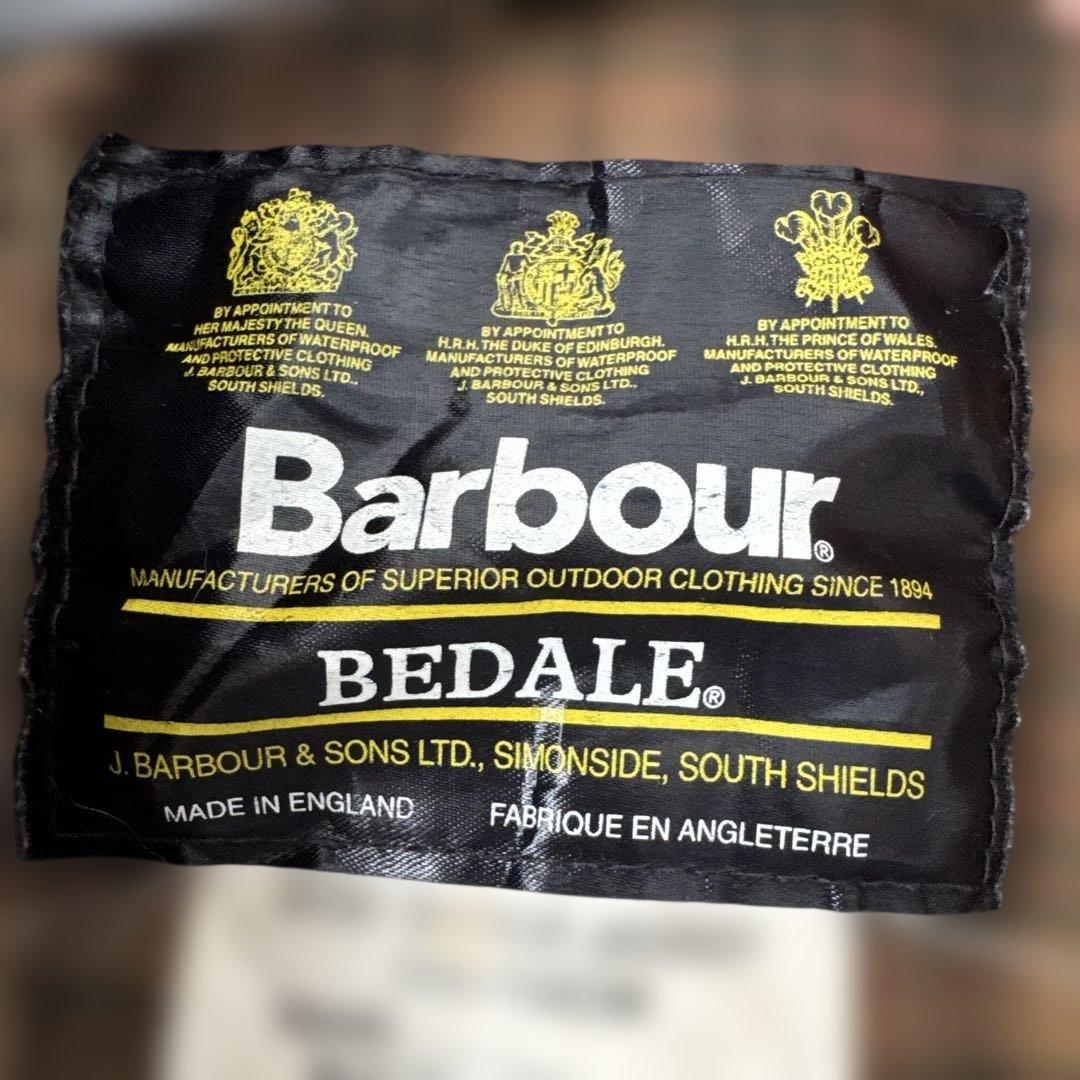 BY APPOINTMENT TO
HER MAJESTY THE QUEEN.
MANUFACTURERS OF WATERPROOF
AND PROTECTIVE CLOTHING
J. BARBOUR & SONS LTD.,
SOUTH SHIELDS.
BY APPOINTMENT TO
H.R.H. THE DUKE OF EDINBURGH.
MANUFACTURERS OF WATERPROOF
AND PROTECTIVE CLOTHING
J. BARBOUR & SONS LTD.,
SOUTH SHIELDS.
BY APPOINTMENT TO
H.R.H. THE PRINCE OF WALES.
MANUFACTURERS OF WATERPROOF
AND PROTECTIVE CLOTHING
J. BARBOUR & SONS LTD.,
SOUTH SHIELDS.
Barbour®
MANUFACTURERS OF SUPERIOR OUTDOOR CLOTHING SINCE 1894
BEDALE®
J. BARBOUR & SONS LTD., SIMONSIDE, SOUTH SHIELDS
MADE IN ENGLAND FABRIQUE EN ANGLETERRE